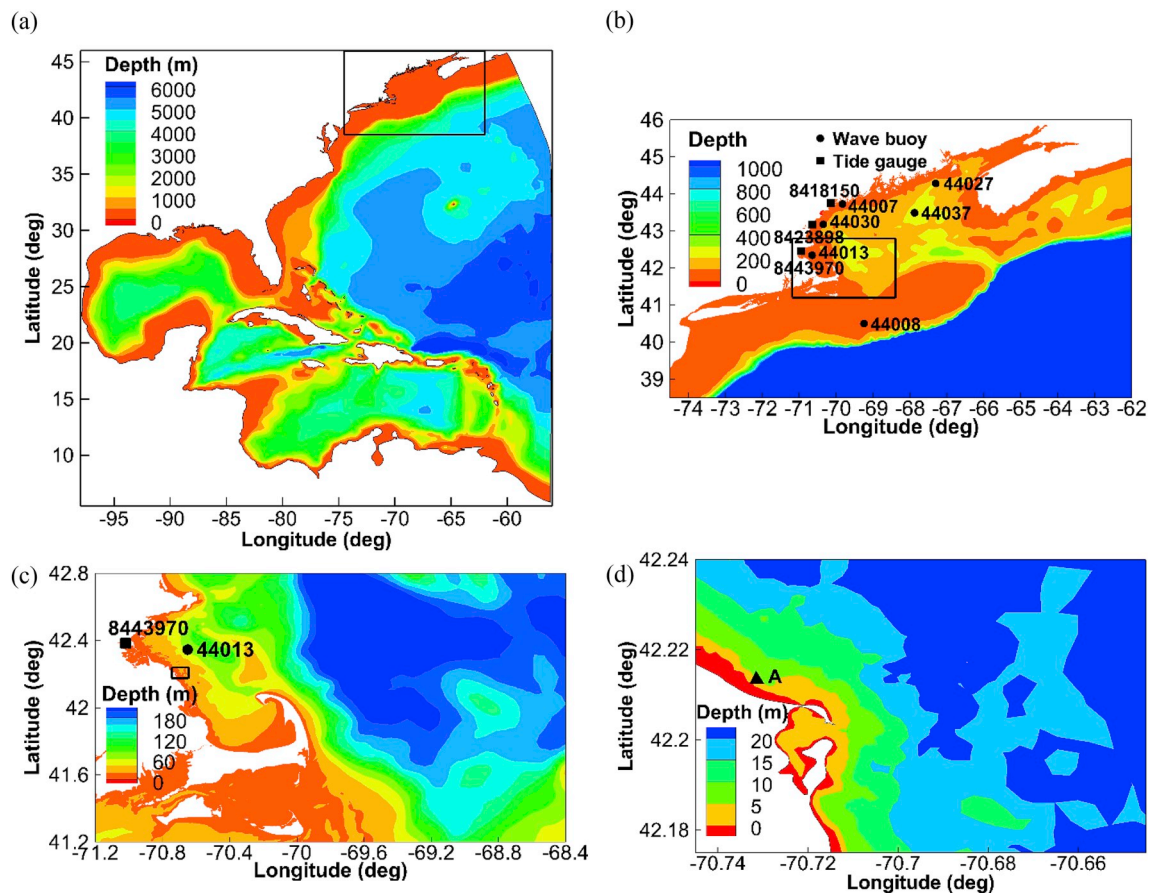 (a)
Depth (m)
6000
5000
4000
3000
2000
1000
0
45
40
35
30
25
20
15
10
Latitude (deg)
-95 -90 -85 -80 -75 -70 -65 -60
Longitude (deg)
(b)
Depth
1000
800
600
400
200
0
Wave buoy
Tide gauge
8418150
44007
44027
44030
44037
8423898
44013
8443970
44008
46
45
44
43
42
41
40
39
Latitude (deg)
-74 -73 -72 -71 -70 -69 -68 -67 -66 -65 -64 -63 -62
Longitude (deg)
(c)
8443970
44013
Depth (m)
180
120
60
0
42.8
42.4
42
41.6
41.2
Latitude (deg)
-71.2 -70.8 -70.4 -70 -69.6 -69.2 -68.8 -68.4
Longitude (deg)
(d)
A
Depth (m)
20
15
10
5
0
42.24
42.22
42.2
42.18
Latitude (deg)
-70.74 -70.72 -70.7 -70.68 -70.66
Longitude (deg)